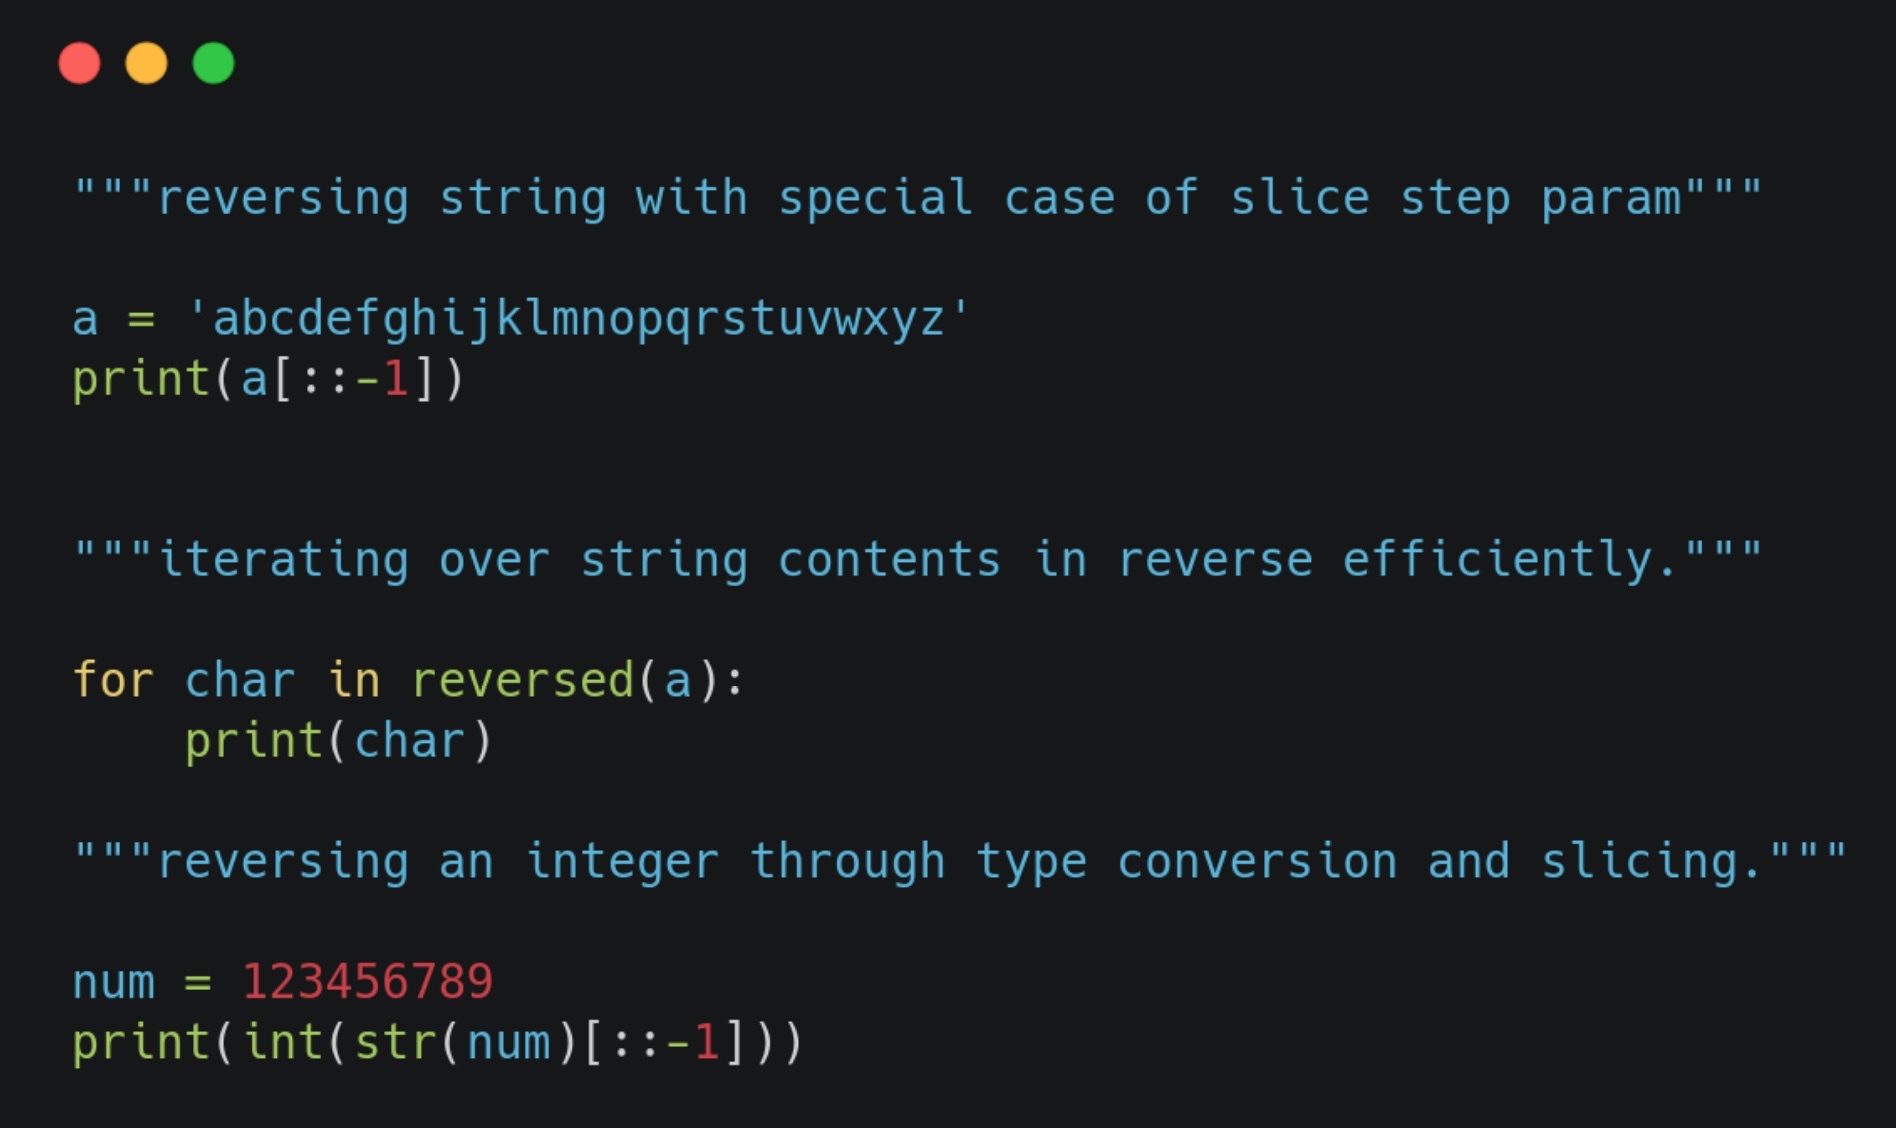 """reversing string with special case of slice step param"""
a = 'abcdefghijklmnopqrstuvwxyz'
print(a[::-1])
"""iterating over string contents in reverse efficiently."""
for char in reversed(a):
    print(char)
"""reversing an integer through type conversion and slicing."""
num = 123456789
print(int(str(num)[::-1]))